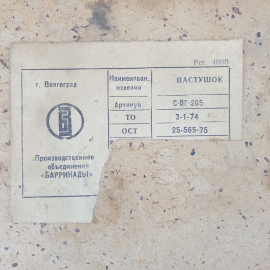 Рег. 4808
г. Волгоград
Наименован. изделия ПАСТУШОК
Артикул С-ВГ-205
ТО 3-1-74
ОСТ 25-565-75
Производственное
объединение
«БАРРИКАДЫ»